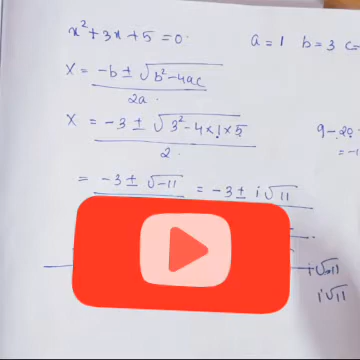 x² + 3x + 5 = 0 a = 1 b = 3 c =
x = -b ± √b² - 4ac
2a
x = -3 ± √3² - 4×1×5 9 - 20
2 = -1
= -3 ± √-11 = -3 ± i√11
i√11
i√11